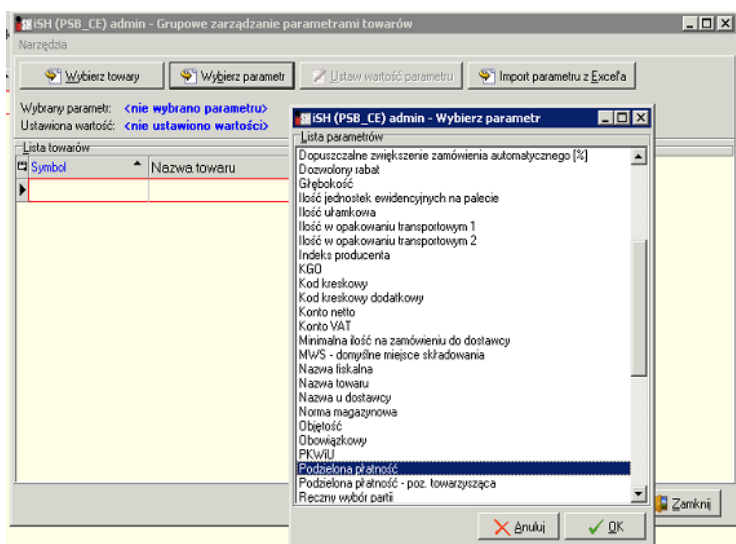 iSH (PSB_CE) admin - Grupowe zarządzanie parametrami towarów
Narzędzia
Wybierz towary
Wybierz parametr
Ustaw wartość parametru
Import parametru z Excel'a
Wybrany parametr: <nie wybrano parametru>
Ustawiona wartość: <nie ustawiono wartości>
Lista towarów
Symbol
Nazwa towaru
iSH (PSB_CE) admin - Wybierz parametr
Lista parametrów
Dopuszczalne zwiększenie zamówienia automatycznego [%]
Dozwolony rabat
Głębokość
Ilość jednostek ewidencyjnych na palecie
Ilość ułamkowa
Ilość w opakowaniu transportowym 1
Ilość w opakowaniu transportowym 2
Indeks producenta
KGO
Kod kreskowy
Kod kreskowy dodatkowy
Konto netto
Konto VAT
Minimalna ilość na zamówieniu do dostawcy
MWS - domyślne miejsce składowania
Nazwa fiskalna
Nazwa towaru
Nazwa u dostawcy
Norma magazynowa
Objętość
Obowiązkowy
PKWiU
Podzielona płatność
Podzielona płatność - poz. towarzysząca
Ręczny wybór partii
Zamknij
Anuluj
OK